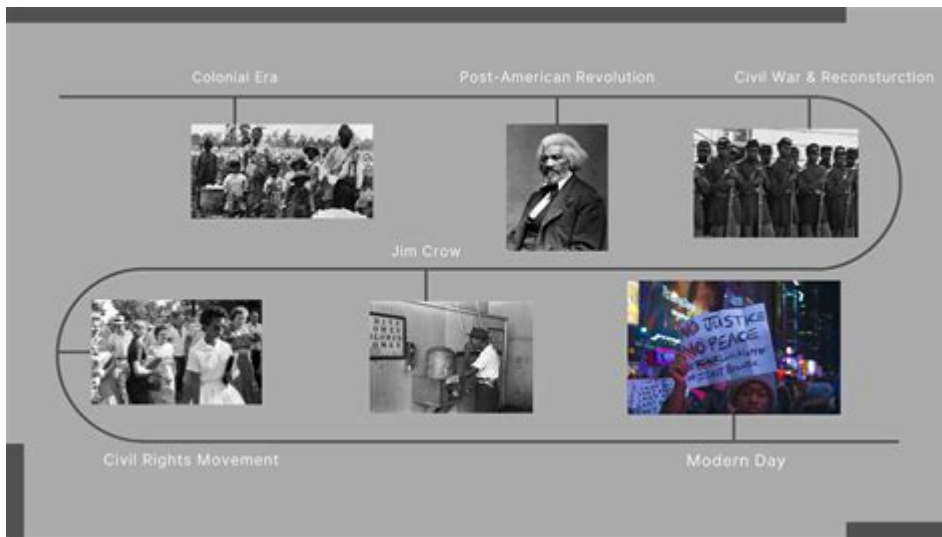 Colonial Era
Post-American Revolution
Civil War & Reconsturction
Jim Crow
NO JUSTICE
NO PEACE
Civil Rights Movement
Modern Day